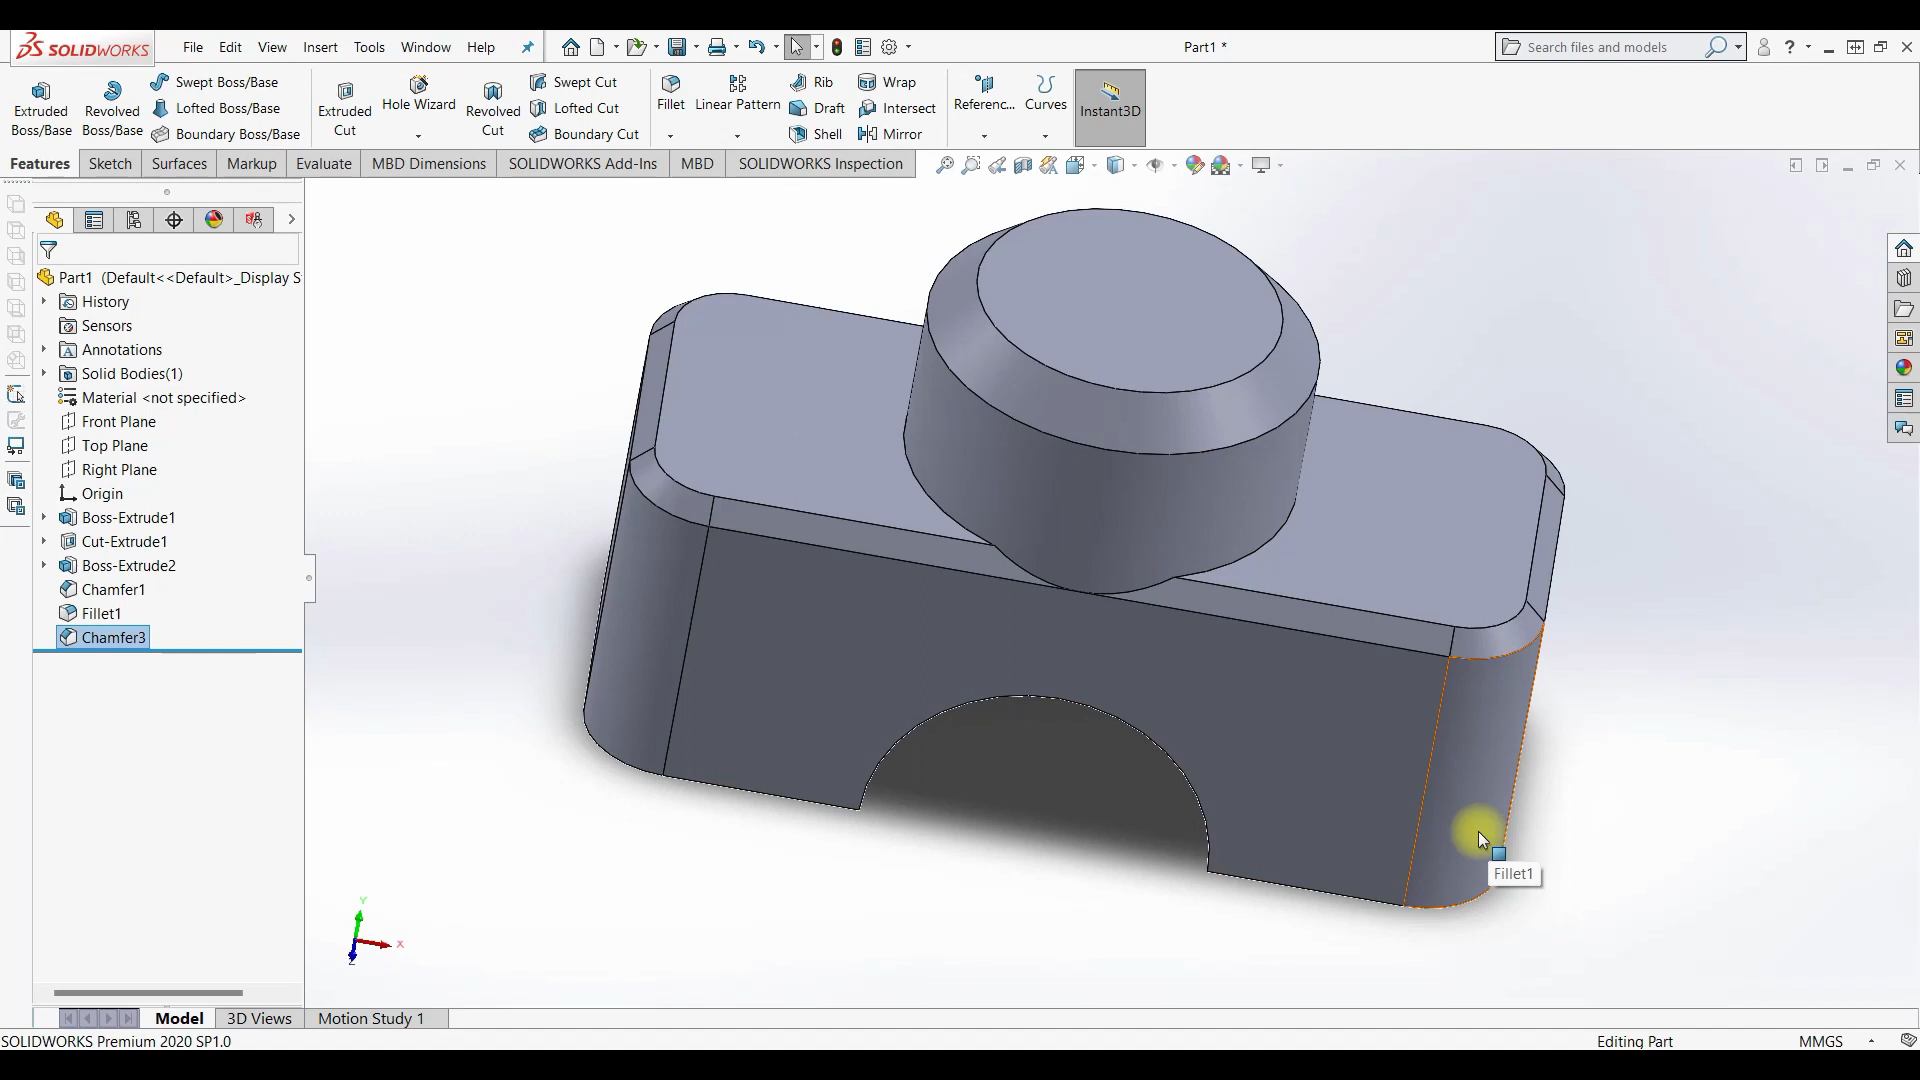 SOLIDWORKS File Edit View Insert Tools Window Help Part1 * Search files and models ?
Extruded Boss/Base
Revolved Boss/Base
Swept Boss/Base
Lofted Boss/Base
Boundary Boss/Base
Extruded Cut
Hole Wizard
Revolved Cut
Swept Cut
Lofted Cut
Boundary Cut
Fillet
Linear Pattern
Rib
Draft
Shell
Wrap
Intersect
Mirror
Referenc...
Curves
Instant3D
Features Sketch Surfaces Markup Evaluate MBD Dimensions SOLIDWORKS Add-Ins MBD SOLIDWORKS Inspection
Part1 (Default<<Default>_Display S
History
Sensors
Annotations
Solid Bodies(1)
Material <not specified>
Front Plane
Top Plane
Right Plane
Origin
Boss-Extrude1
Cut-Extrude1
Boss-Extrude2
Chamfer1
Fillet1
Chamfer3
Fillet1
Y
X
Z
Model 3D Views Motion Study 1
SOLIDWORKS Premium 2020 SP1.0 Editing Part MMGS